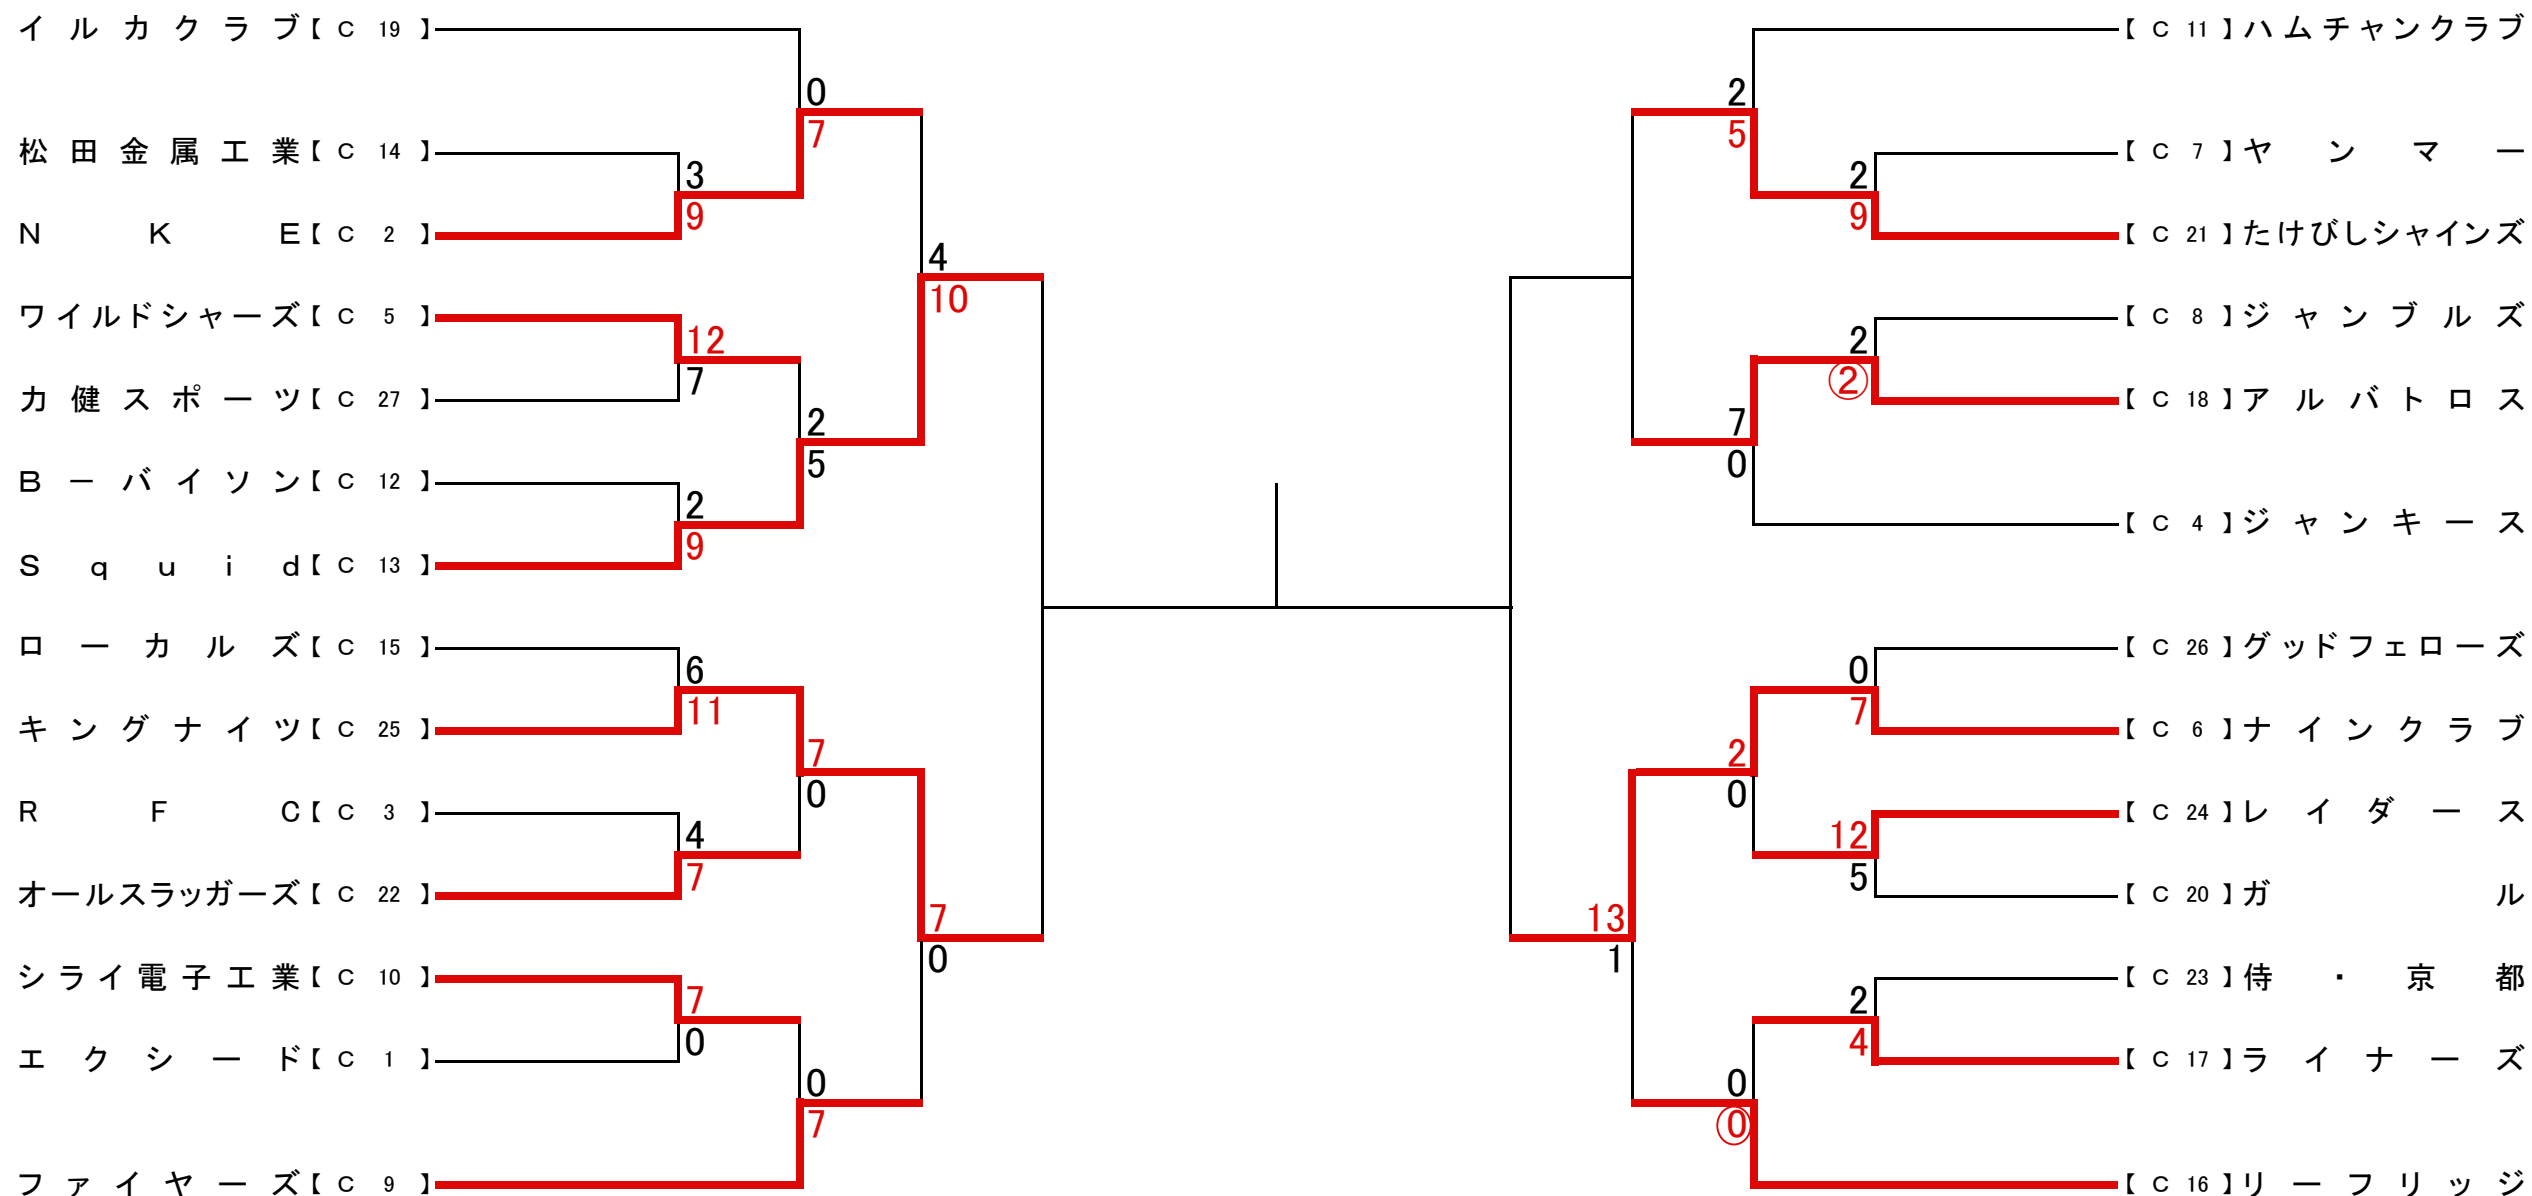 イルカクラブ【 C 19 】 【 C 11 】ハムチャンクラブ
0 2
7 5
松田金属工業【 C 14 】 【 C 7 】ヤンマー
3 2
9 9
NKE【 C 2 】 【 C 21 】たけびしシャインズ
4
10
ワイルドシャーズ【 C 5 】 【 C 8 】ジャンブルズ
12 2
7 ②
力健スポーツ【 C 27 】 【 C 18 】アルバトロス
2 7
5 0
B－バイソン【 C 12 】
2
9
【 C 4 】ジャンキース
Squid【 C 13 】
ローカルズ【 C 15 】 【 C 26 】グッドフェローズ
6 0
11 7
キングナイツ【 C 25 】 【 C 6 】ナインクラブ
7 2
0 0
RFC【 C 3 】 【 C 24 】レイダース
4 12
7 5
オールスラッガーズ【 C 22 】 【 C 20 】ガル
7 13
0 1
シライ電子工業【 C 10 】 【 C 23 】侍・京都
7 2
0 4
エクシード【 C 1 】 【 C 17 】ライナーズ
0 0
7 ⓪
ファイヤーズ【 C 9 】 【 C 16 】リーフリッジ